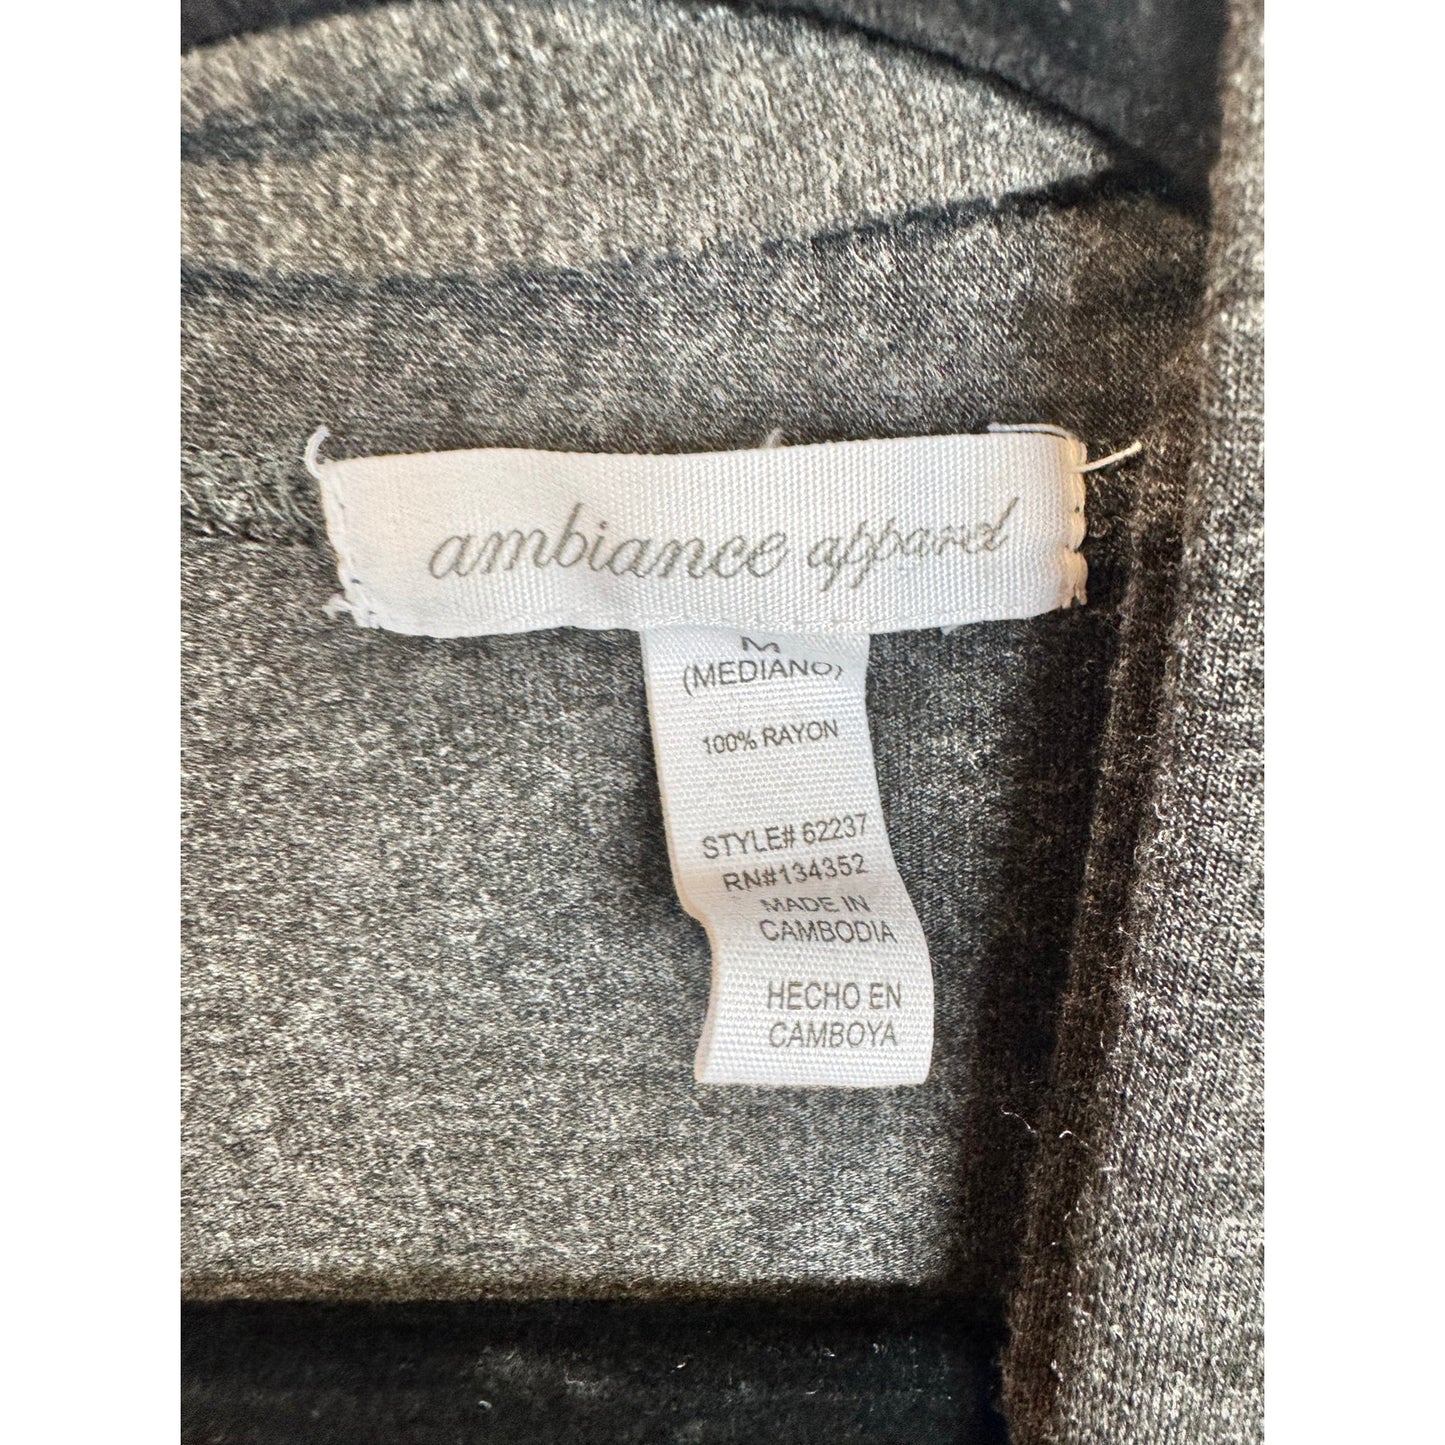 ambiance apparel
M
(MEDIANO)
100% RAYON
STYLE# 62237
RN#134352
MADE IN
CAMBODIA
HECHO EN
CAMBOYA